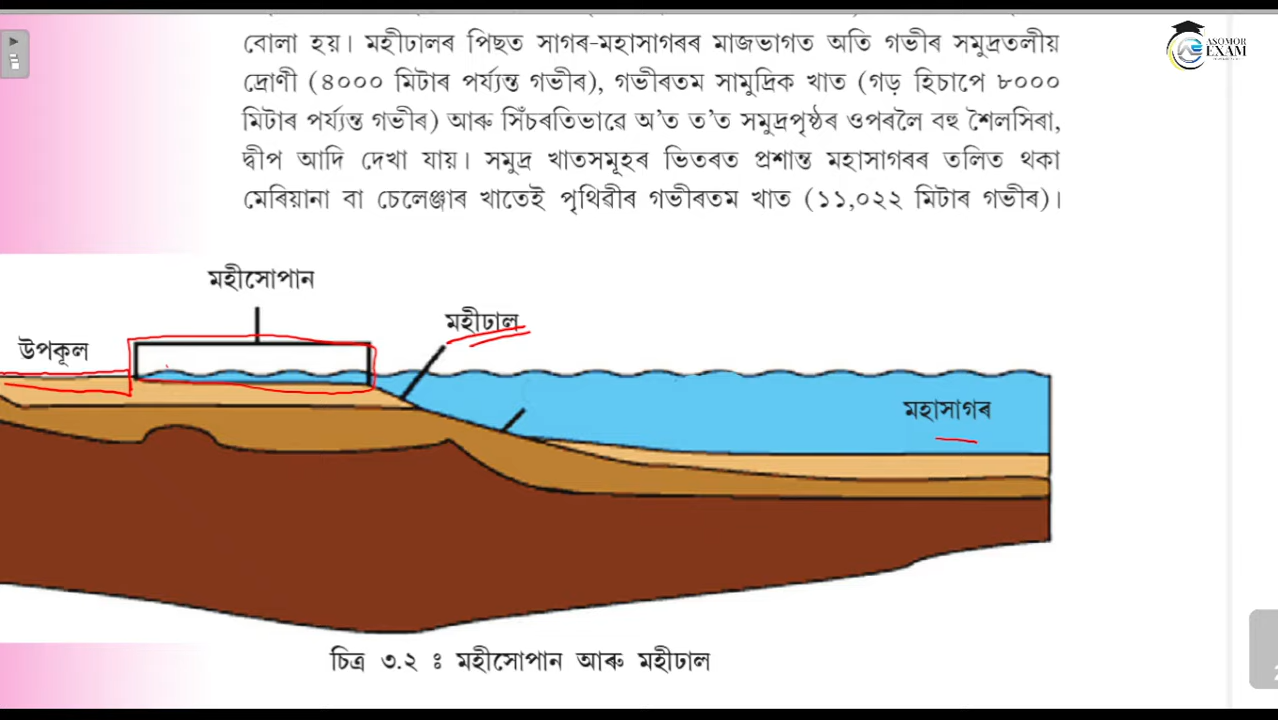 বোলা হয়। মহীঢালৰ পিছত সাগৰ-মহাসাগৰৰ মাজভাগত অতি গভীৰ সমুদ্ৰতলীয়
দ্ৰোণী (৪০০০ মিটাৰ পৰ্য্যন্ত গভীৰ), গভীৰতম সামুদ্ৰিক খাত (গড় হিচাপে ৮০০০
মিটাৰ পৰ্য্যন্ত গভীৰ) আৰু সিঁচৰতিভাৱে অ'ত ত'ত সমুদ্ৰপৃষ্ঠৰ ওপৰলৈ বহু শৈলসিৰা,
দ্বীপ আদি দেখা যায়। সমুদ্ৰ খাতসমূহৰ ভিতৰত প্ৰশান্ত মহাসাগৰৰ তলিত থকা
মেৰিয়ানা বা চেলেঞ্জাৰ খাতেই পৃথিৱীৰ গভীৰতম খাত (১১,০২২ মিটাৰ গভীৰ)।
ASOMOR
EXAM
মহীসোপান
মহীঢাল
উপকূল
মহাসাগৰ
চিত্ৰ ৩.২ ঃ মহীসোপান আৰু মহীঢাল